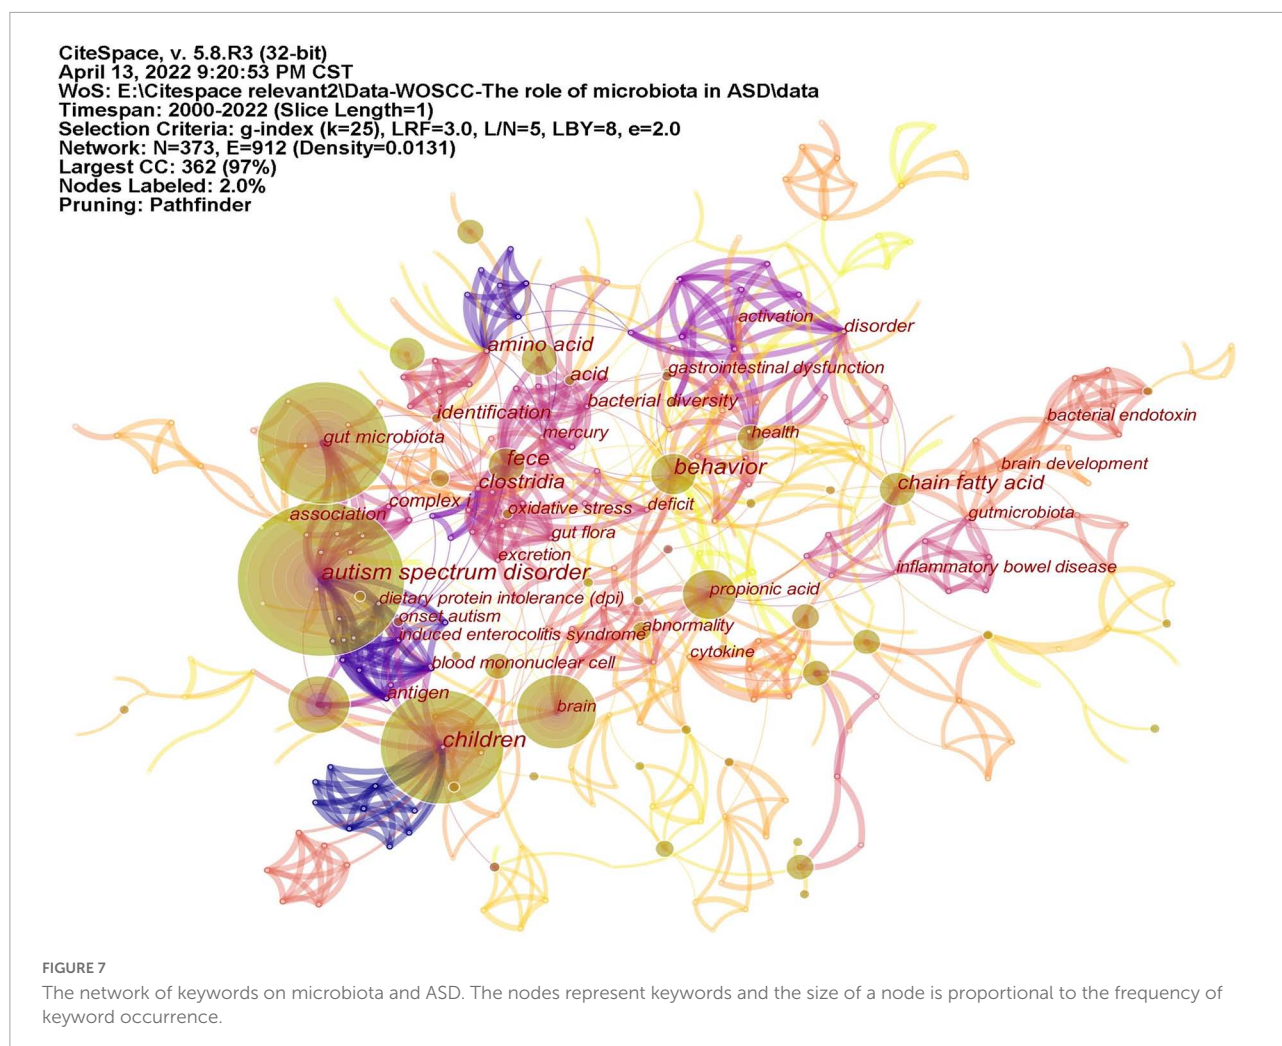 CiteSpace, v. 5.8.R3 (32-bit)
April 13, 2022 9:20:53 PM CST
WoS: E:\Citespace relevant2\Data-WOSCC-The role of microbiota in ASD\data
Timespan: 2000-2022 (Slice Length=1)
Selection Criteria: g-index (k=25), LRF=3.0, L/N=5, LBY=8, e=2.0
Network: N=373, E=912 (Density=0.0131)
Largest CC: 362 (97%)
Nodes Labeled: 2.0%
Pruning: Pathfinder
activation
disorder
amino acid
gastrointestinal dysfunction
acid
bacterial diversity
identification
bacterial endotoxin
mercury
health
gut microbiota
fece
brain development
behavior
clostridia
chain fatty acid
complex i
deficit
oxidative stress
association
gutmicrobiota
gut flora
excretion
inflammatory bowel disease
autism spectrum disorder
propionic acid
dietary protein intolerance (dpi)
onset autism
abnormality
induced enterocolitis syndrome
cytokine
blood mononuclear cell
antigen
brain
children
FIGURE 7
The network of keywords on microbiota and ASD. The nodes represent keywords and the size of a node is proportional to the frequency of
keyword occurrence.